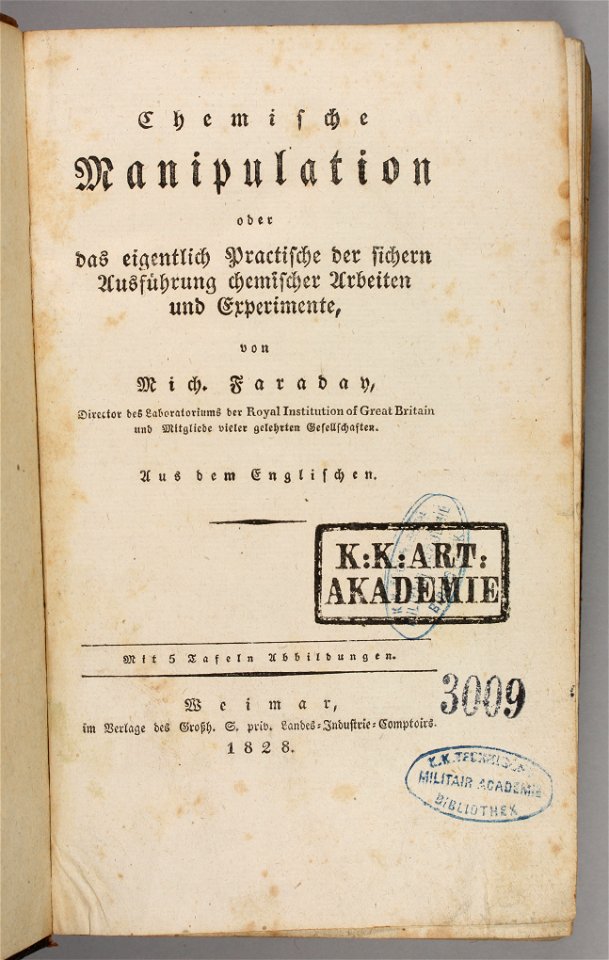 Chemische
Manipulation
oder
das eigentlich Practische der sichern
Ausführung chemischer Arbeiten
und Experimente,
von
Mich. Faraday,
Director des Laboratoriums der Royal Institution of Great Britain
und Mitgliede vieler gelehrten Gesellschaften.
Aus dem Englischen.
K:K:ART:
AKADEMIE
Mit 5 Tafeln Abbildungen.
3009
Weimar,
im Verlage des Großh. S. priv. Landes-Industrie-Comptoirs.
1828.
K.K.TECHNISCHE
MILITAIR ACADEMIE
BIBLIOTHEK